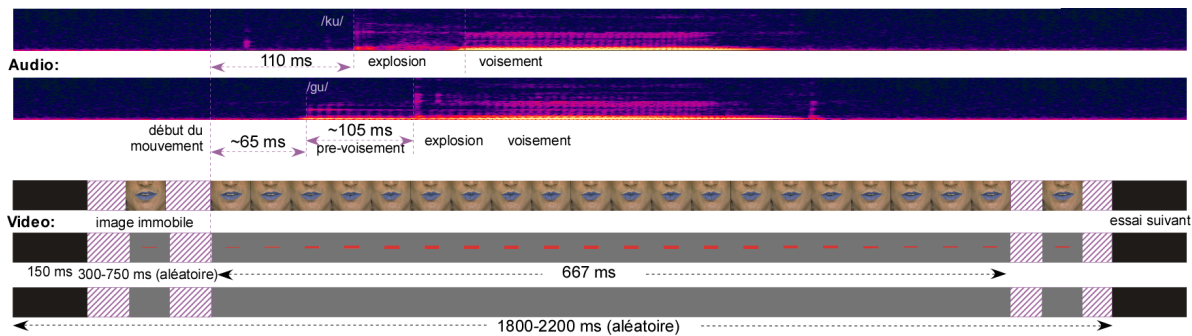 /ku/
Audio:
110 ms
explosion
voisement
/gu/
début du
mouvement
~65 ms
~105 ms
pre-voisement
explosion
voisement
Video:
image immobile
essai suivant
150 ms
300-750 ms (aléatoire)
667 ms
1800-2200 ms (aléatoire)